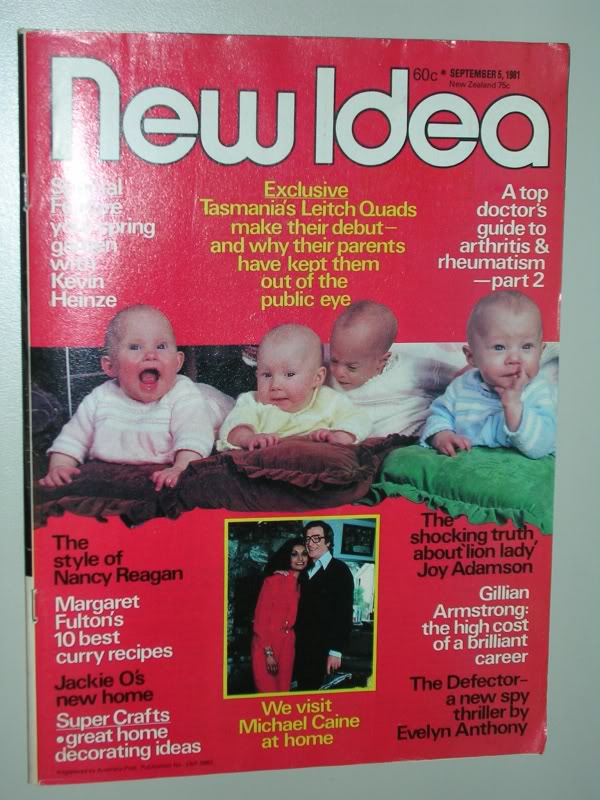 New Idea
60c * SEPTEMBER 5, 1981
New Zealand 75c
Special
Feature
your spring
garden
with
Kevin
Heinze
Exclusive
Tasmania's Leitch Quads
make their debut—
and why their parents
have kept them
out of the
public eye
A top
doctor's
guide to
arthritis &
rheumatism
—part 2
The
style of
Nancy Reagan
Margaret
Fulton's
10 best
curry recipes
Jackie O's
new home
Super Crafts
•great home
decorating ideas
We visit
Michael Caine
at home
The
shocking truth
about 'lion lady'
Joy Adamson
Gillian
Armstrong:
the high cost
of a brilliant
career
The Defector—
a new spy
thriller by
Evelyn Anthony